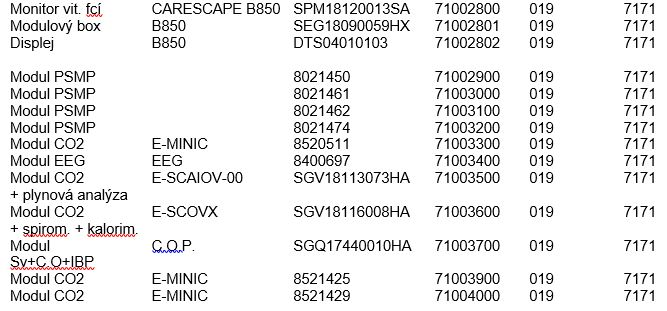 Monitor vit. fcí CARESCAPE B850 SPM18120013SA 71002800 019 7171
Modulový box B850 SEG18090059HX 71002801 019 7171
Displej B850 DTS04010103 71002802 019 7171
Modul PSMP 8021450 71002900 019 7171
Modul PSMP 8021461 71003000 019 7171
Modul PSMP 8021462 71003100 019 7171
Modul PSMP 8021474 71003200 019 7171
Modul CO2 E-MINIC 8520511 71003300 019 7171
Modul EEG EEG 8400697 71003400 019 7171
Modul CO2 E-SCAIOV-00 SGV18113073HA 71003500 019 7171
+ plynová analýza
Modul CO2 E-SCOVX SGV18116008HA 71003600 019 7171
+ spirom. + kalorim.
Modul C.O.P. SGQ17440010HA 71003700 019 7171
Sv+C.O+IBP
Modul CO2 E-MINIC 8521425 71003900 019 7171
Modul CO2 E-MINIC 8521429 71004000 019 7171